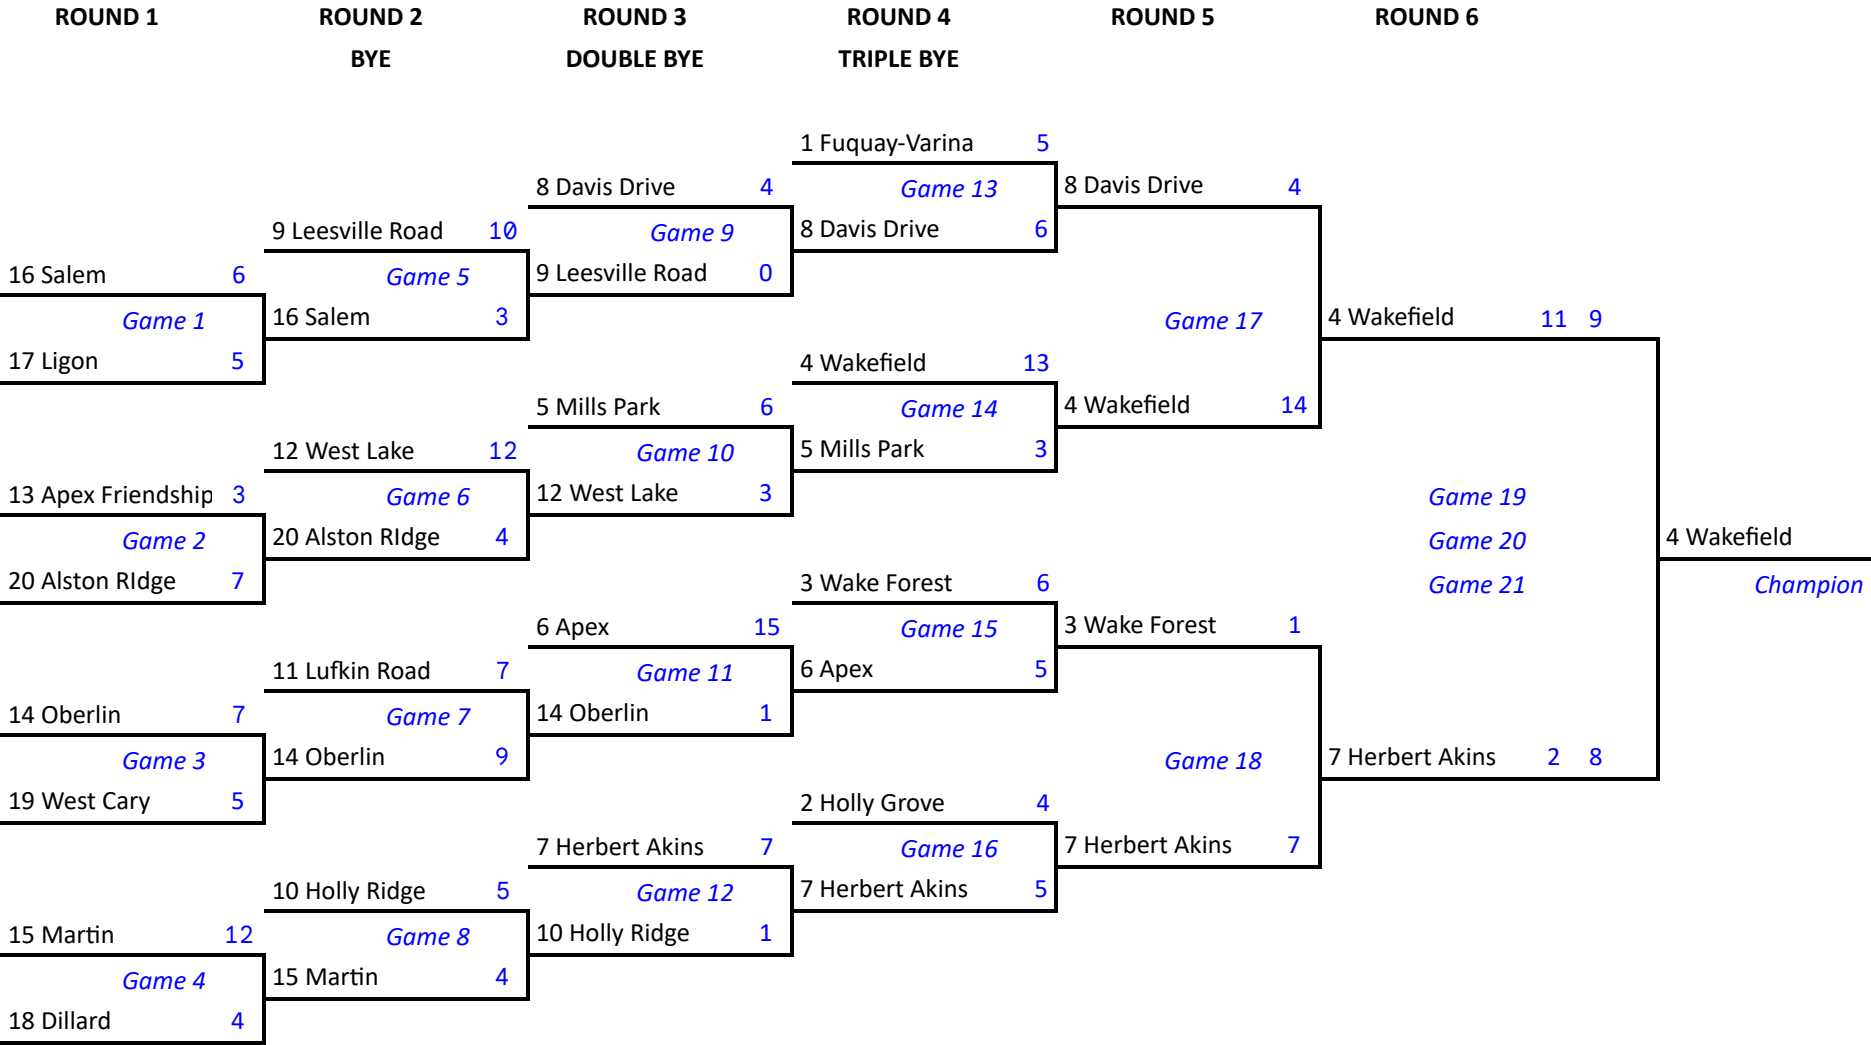 ROUND 1 ROUND 2 ROUND 3 ROUND 4 ROUND 5 ROUND 6
BYE DOUBLE BYE TRIPLE BYE
16 Salem 6
Game 1
17 Ligon 5
13 Apex Friendship 3
Game 2
20 Alston RIdge 7
14 Oberlin 7
Game 3
19 West Cary 5
15 Martin 12
Game 4
18 Dillard 4
9 Leesville Road 10
Game 5
16 Salem 3
12 West Lake 12
Game 6
20 Alston RIdge 4
11 Lufkin Road 7
Game 7
14 Oberlin 9
10 Holly Ridge 5
Game 8
15 Martin 4
8 Davis Drive 4
Game 9
9 Leesville Road 0
5 Mills Park 6
Game 10
12 West Lake 3
6 Apex 15
Game 11
14 Oberlin 1
7 Herbert Akins 7
Game 12
10 Holly Ridge 1
1 Fuquay-Varina 5
Game 13
8 Davis Drive 6
4 Wakefield 13
Game 14
5 Mills Park 3
3 Wake Forest 6
Game 15
6 Apex 5
2 Holly Grove 4
Game 16
7 Herbert Akins 5
8 Davis Drive 4
Game 17
4 Wakefield 14
3 Wake Forest 1
Game 18
7 Herbert Akins 7
4 Wakefield 11 9
Game 19
Game 20
Game 21
7 Herbert Akins 2 8
4 Wakefield
Champion